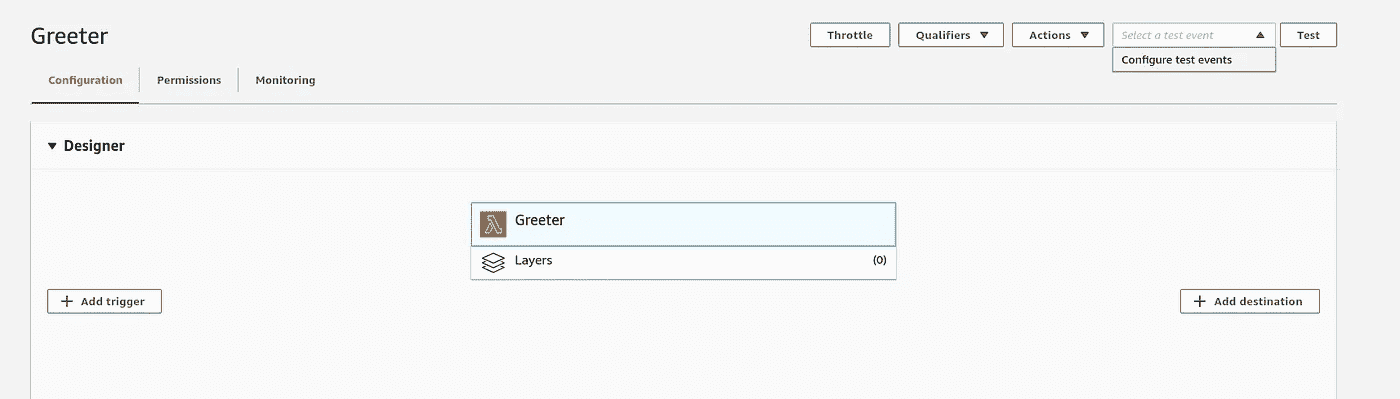 Greeter
Throttle
Qualifiers
Actions
Select a test event
Test
Configure test events
Configuration
Permissions
Monitoring
Designer
Greeter
Layers
(0)
Add trigger
Add destination